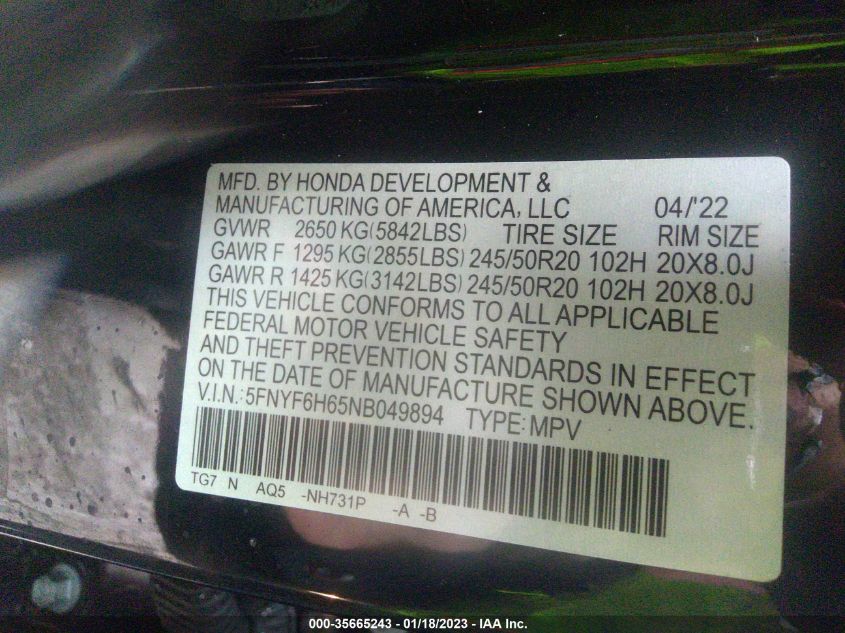 MFD. BY HONDA DEVELOPMENT &
MANUFACTURING OF AMERICA, LLC 04/'22
GVWR 2650 KG(5842LBS) TIRE SIZE RIM SIZE
GAWR F 1295 KG(2855LBS) 245/50R20 102H 20X8.0J
GAWR R 1425 KG(3142LBS) 245/50R20 102H 20X8.0J
THIS VEHICLE CONFORMS TO ALL APPLICABLE
FEDERAL MOTOR VEHICLE SAFETY
AND THEFT PREVENTION STANDARDS IN EFFECT
ON THE DATE OF MANUFACTURE SHOWN ABOVE.
V.I.N.: 5FNYF6H65NB049894 TYPE: MPV
TG7 N AQ5 -NH731P -A -B
000-35665243 - 01/18/2023 - IAA Inc.